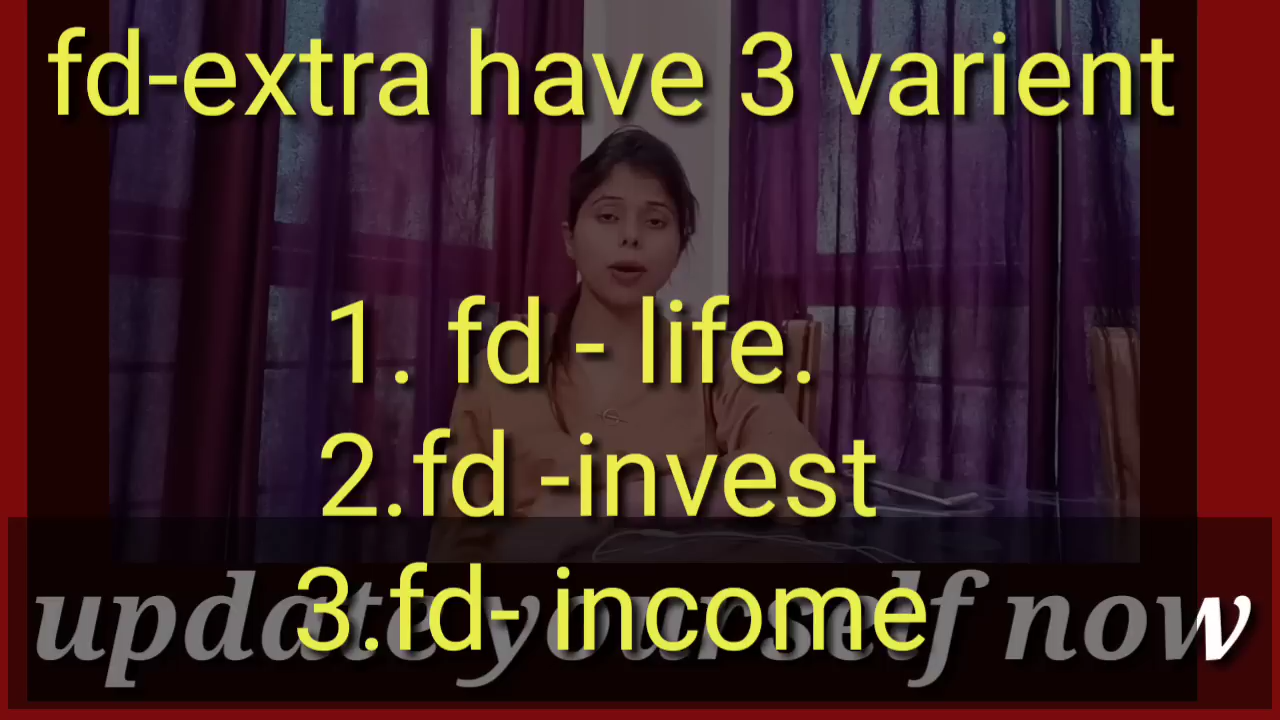 fd-extra have 3 varient
1. fd - life.
2.fd -invest
3.fd- income
update yourself now